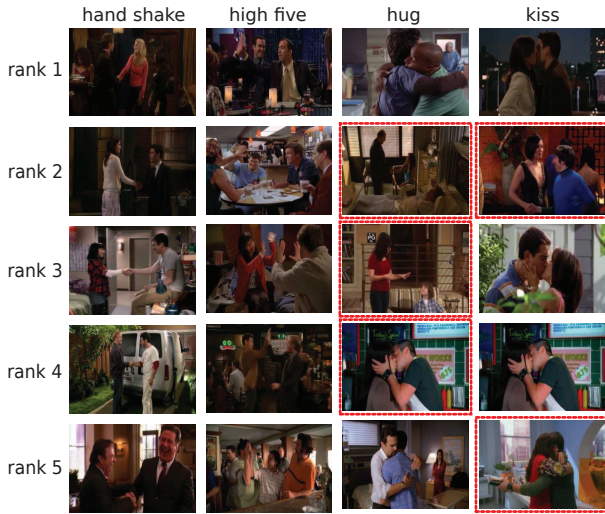 hand shake high five hug kiss
rank 1
rank 2
rank 3
rank 4
rank 5